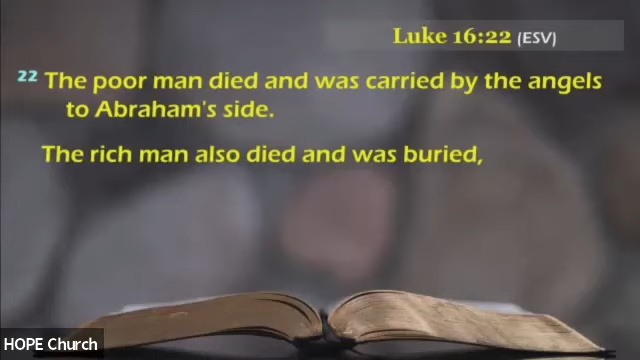 Luke 16:22 (ESV)
22 The poor man died and was carried by the angels
to Abraham's side.
The rich man also died and was buried,
HOPE Church